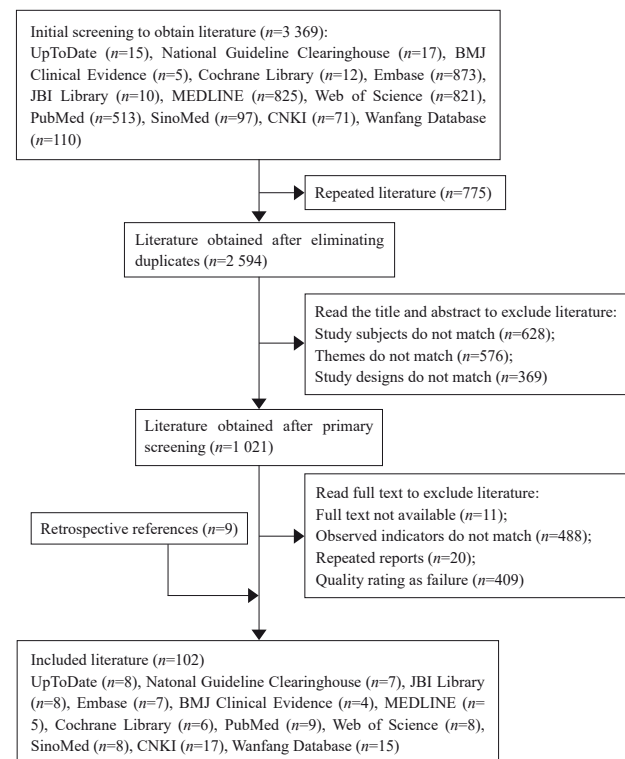 Initial screening to obtain literature (n=3 369):
UpToDate (n=15), National Guideline Clearinghouse (n=17), BMJ
Clinical Evidence (n=5), Cochrane Library (n=12), Embase (n=873),
JBI Library (n=10), MEDLINE (n=825), Web of Science (n=821),
PubMed (n=513), SinoMed (n=97), CNKI (n=71), Wanfang Database
(n=110)
Repeated literature (n=775)
Literature obtained after eliminating
duplicates (n=2 594)
Read the title and abstract to exclude literature:
Study subjects do not match (n=628);
Themes do not match (n=576);
Study designs do not match (n=369)
Literature obtained after primary
screening (n=1 021)
Read full text to exclude literature:
Full text not available (n=11);
Observed indicators do not match (n=488);
Repeated reports (n=20);
Quality rating as failure (n=409)
Retrospective references (n=9)
Included literature (n=102)
UpToDate (n=8), Natonal Guideline Clearinghouse (n=7), JBI Library
(n=8), Embase (n=7), BMJ Clinical Evidence (n=4), MEDLINE (n=
5), Cochrane Library (n=6), PubMed (n=9), Web of Science (n=8),
SinoMed (n=8), CNKI (n=17), Wanfang Database (n=15)